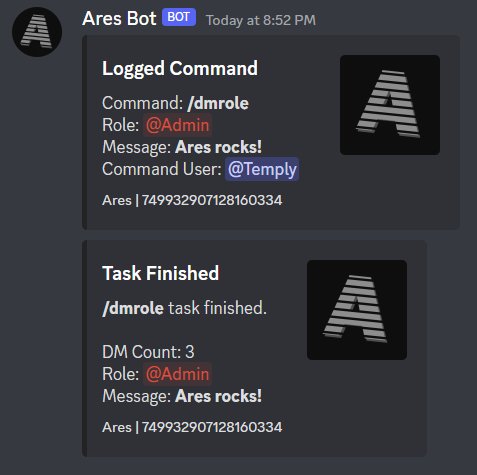 Ares Bot BOT Today at 8:52 PM
Logged Command
Command: /dmrole
Role: @Admin
Message: Ares rocks!
Command User: @Temply
Ares | 749932907128160334
Task Finished
/dmrole task finished.
DM Count: 3
Role: @Admin
Message: Ares rocks!
Ares | 749932907128160334